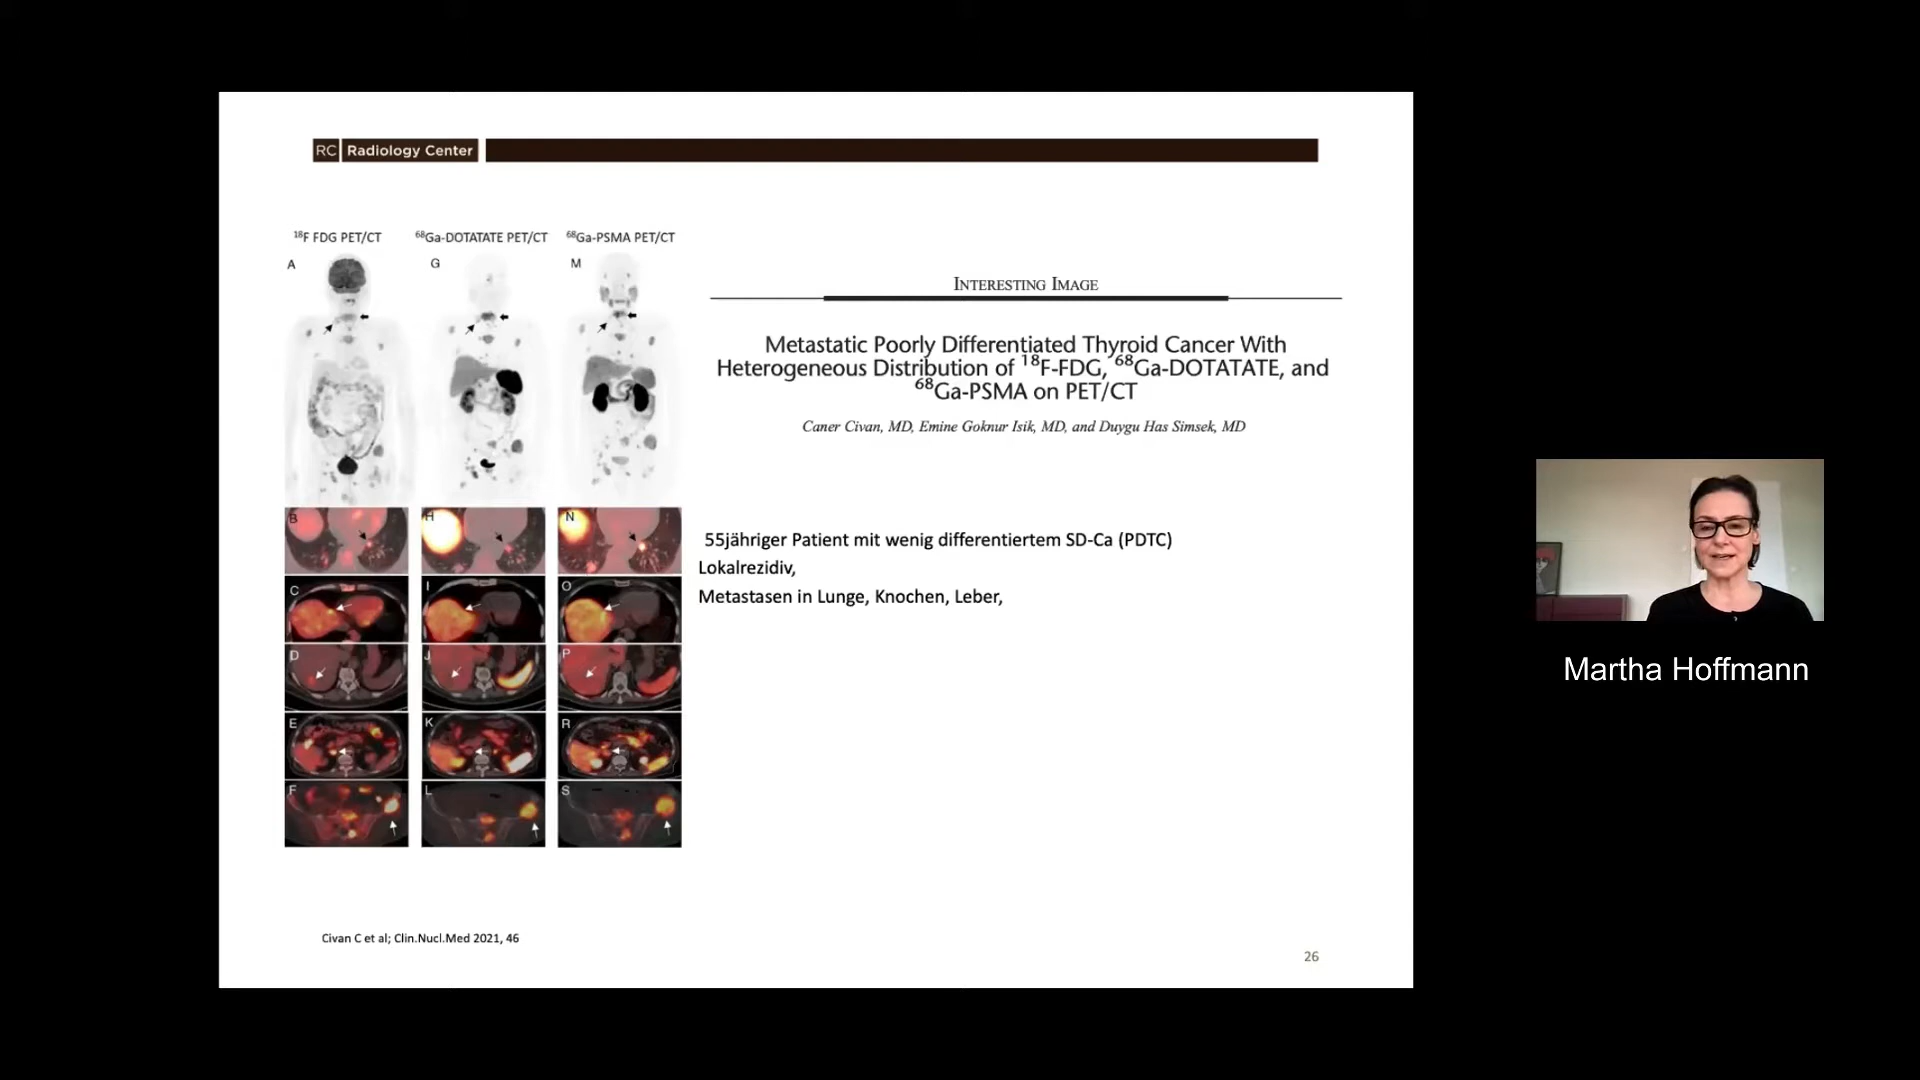 RC Radiology Center
¹⁸F FDG PET/CT ⁶⁸Ga-DOTATATE PET/CT ⁶⁸Ga-PSMA PET/CT
A G M
B H N
C I O
D J P
E K R
F L S
INTERESTING IMAGE
Metastatic Poorly Differentiated Thyroid Cancer With
Heterogeneous Distribution of ¹⁸F-FDG, ⁶⁸Ga-DOTATATE, and
⁶⁸Ga-PSMA on PET/CT
Caner Civan, MD, Emine Goknur Isik, MD, and Duygu Has Simsek, MD
55jähriger Patient mit wenig differentiertem SD-Ca (PDTC)
Lokalrezidiv,
Metastasen in Lunge, Knochen, Leber,
Civan C et al; Clin.Nucl.Med 2021, 46
26
Martha Hoffmann